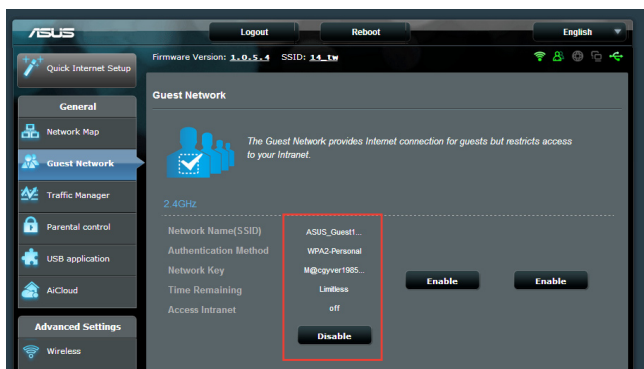 ASUS Logout Reboot English
Quick Internet Setup
Firmware Version: 1.0.5.4 SSID: 14_tw
General
Network Map
Guest Network
Traffic Manager
Parental control
USB application
AiCloud
Advanced Settings
Wireless
Guest Network
The Guest Network provides Internet connection for guests but restricts access
to your Intranet.
2.4GHz
Network Name(SSID) ASUS_Guest1...
Authentication Method WPA2-Personal
Network Key M@cgyver1985...
Time Remaining Limitless
Access Intranet off
Disable
Enable
Enable